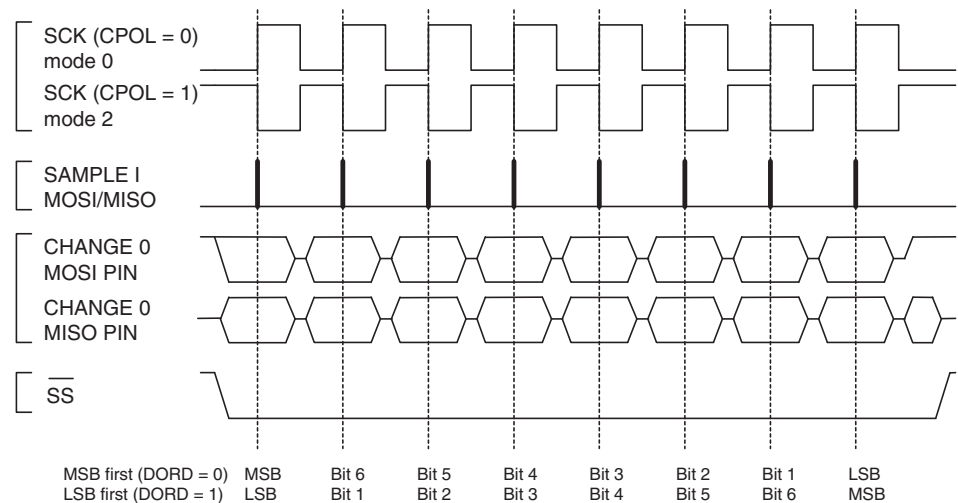 SCK (CPOL = 0)
mode 0
SCK (CPOL = 1)
mode 2
SAMPLE I
MOSI/MISO
CHANGE 0
MOSI PIN
CHANGE 0
MISO PIN
SS
MSB first (DORD = 0) MSB Bit 6 Bit 5 Bit 4 Bit 3 Bit 2 Bit 1 LSB
LSB first (DORD = 1) LSB Bit 1 Bit 2 Bit 3 Bit 4 Bit 5 Bit 6 MSB